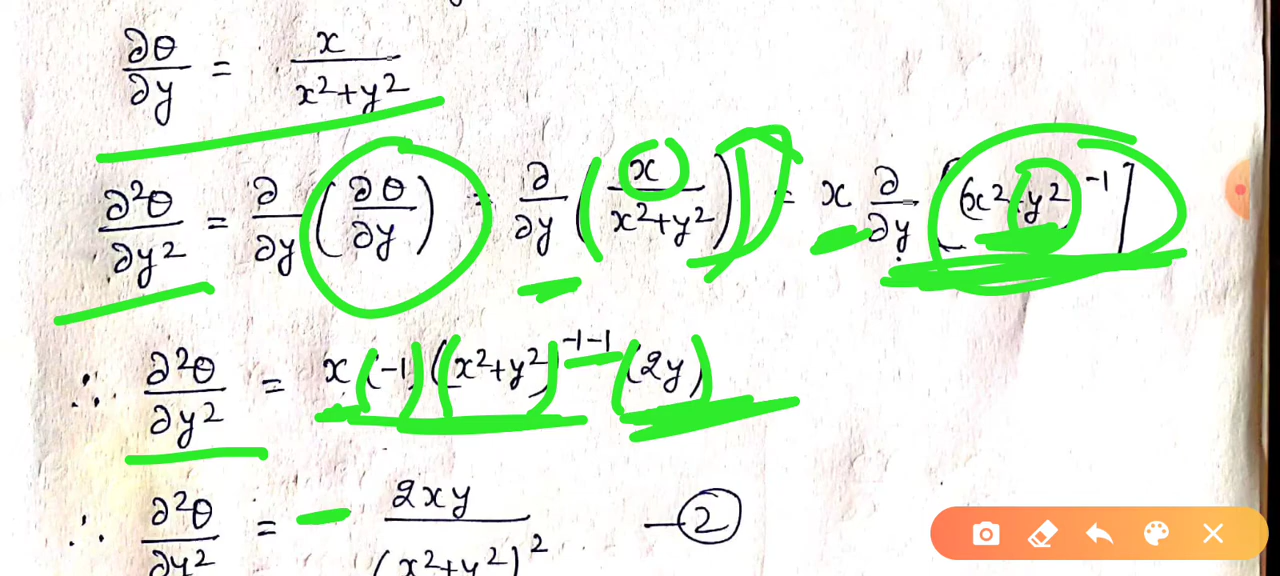 ∂θ/∂y = x/(x²+y²)
∂²θ/∂y² = ∂/∂y (∂θ/∂y) = ∂/∂y (x/(x²+y²)) = x ∂/∂y [(x²+y²)⁻¹]
∴ ∂²θ/∂y² = x (-1) (x²+y²)⁻¹⁻¹ (2y)
∴ ∂²θ/∂y² = - 2xy/(x²+y²)² —②